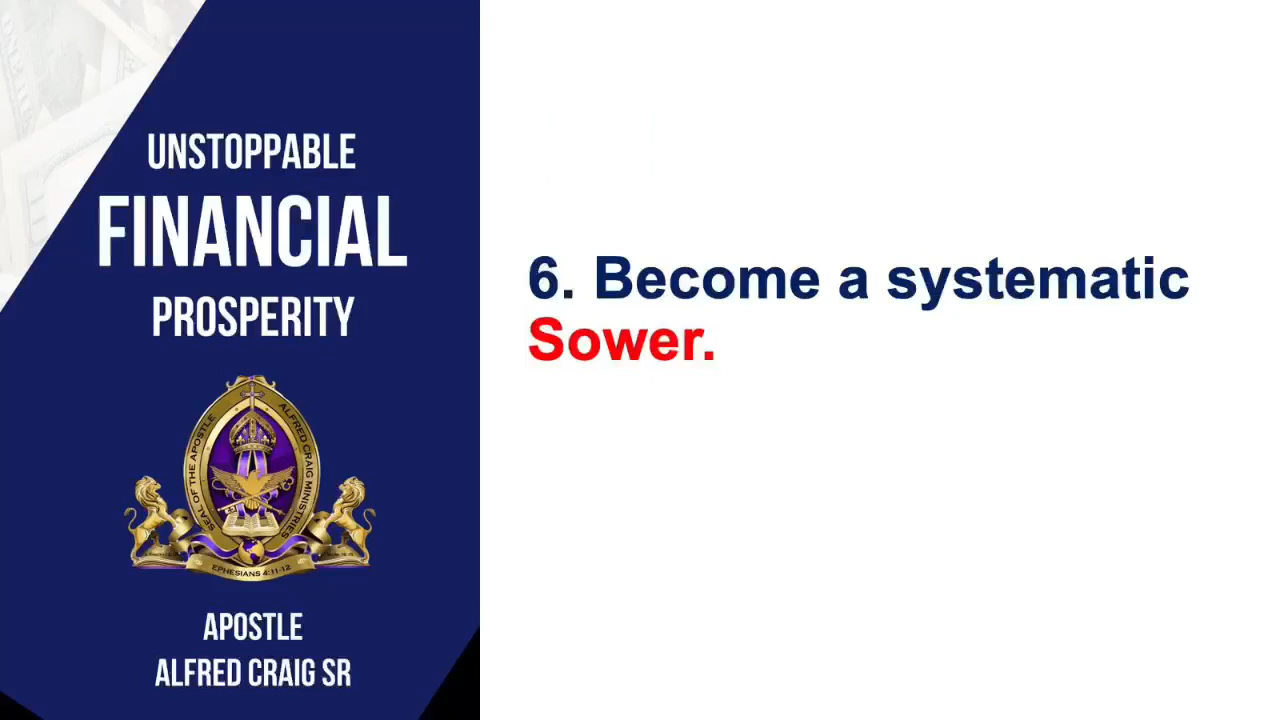 UNSTOPPABLE
FINANCIAL
PROSPERITY
SEAL OF THE APOSTLE
ALFRED CRAIG MINISTRIES
EPHESIANS 4:11-12
APOSTLE
ALFRED CRAIG SR
6. Become a systematic
Sower.